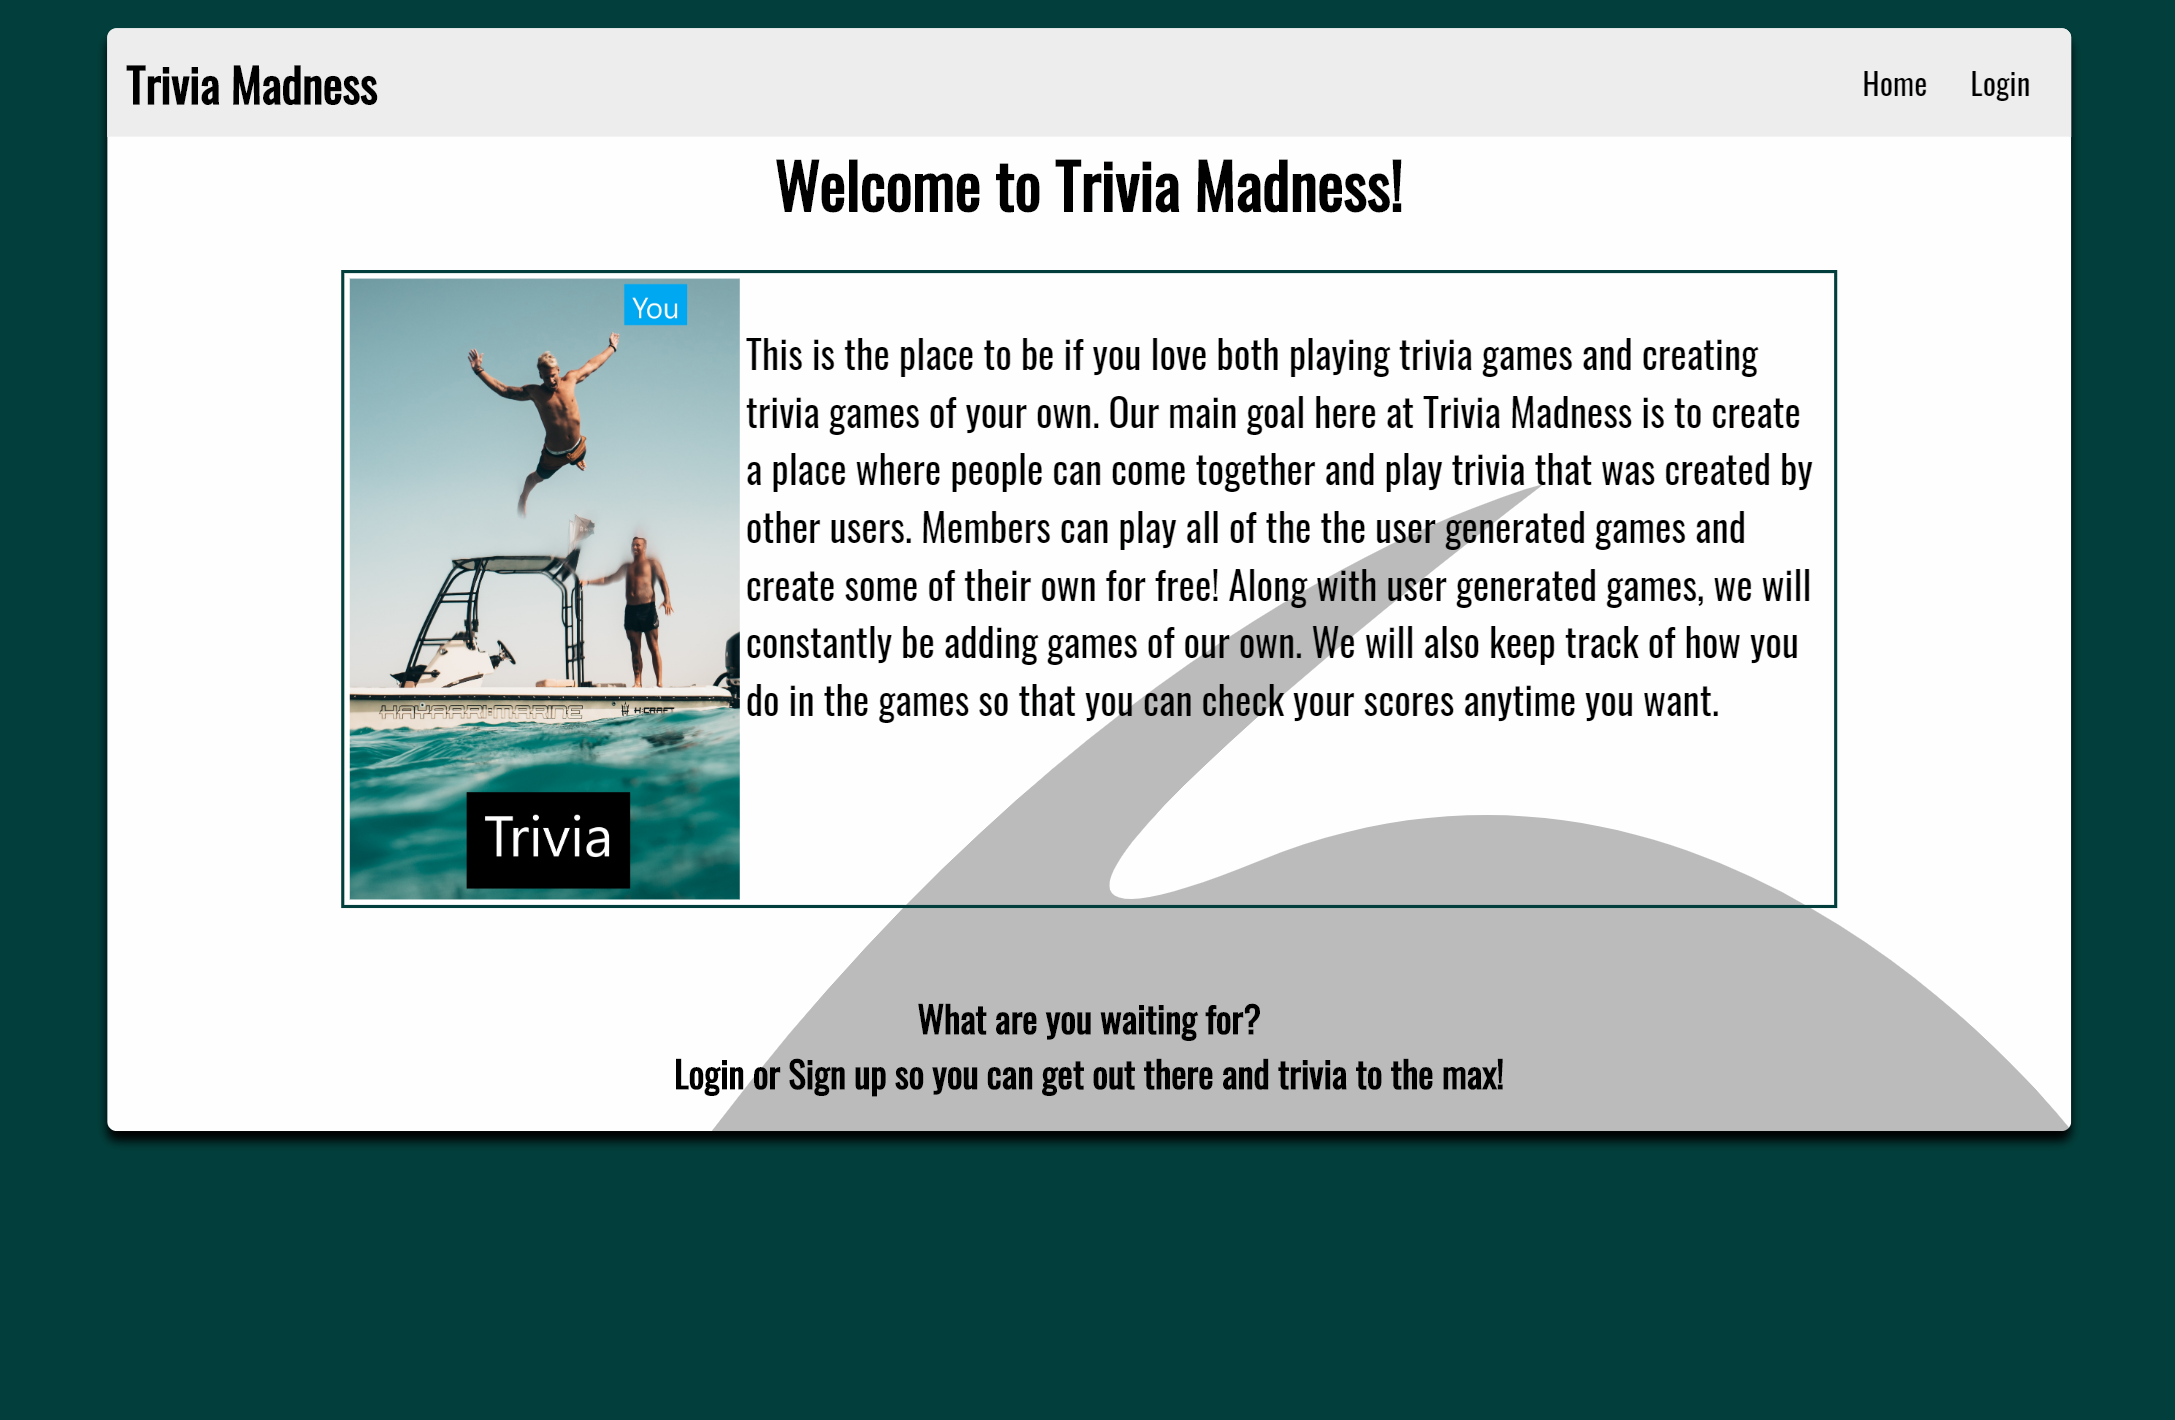 Trivia Madness
Home
Login
Welcome to Trivia Madness!
You
This is the place to be if you love both playing trivia games and creating
trivia games of your own. Our main goal here at Trivia Madness is to create
a place where people can come together and play trivia that was created by
other users. Members can play all of the the user generated games and
create some of their own for free! Along with user generated games, we will
constantly be adding games of our own. We will also keep track of how you
do in the games so that you can check your scores anytime you want.
HAYAARRI-MARINE
H:CRAFT
Trivia
What are you waiting for?
Login or Sign up so you can get out there and trivia to the max!